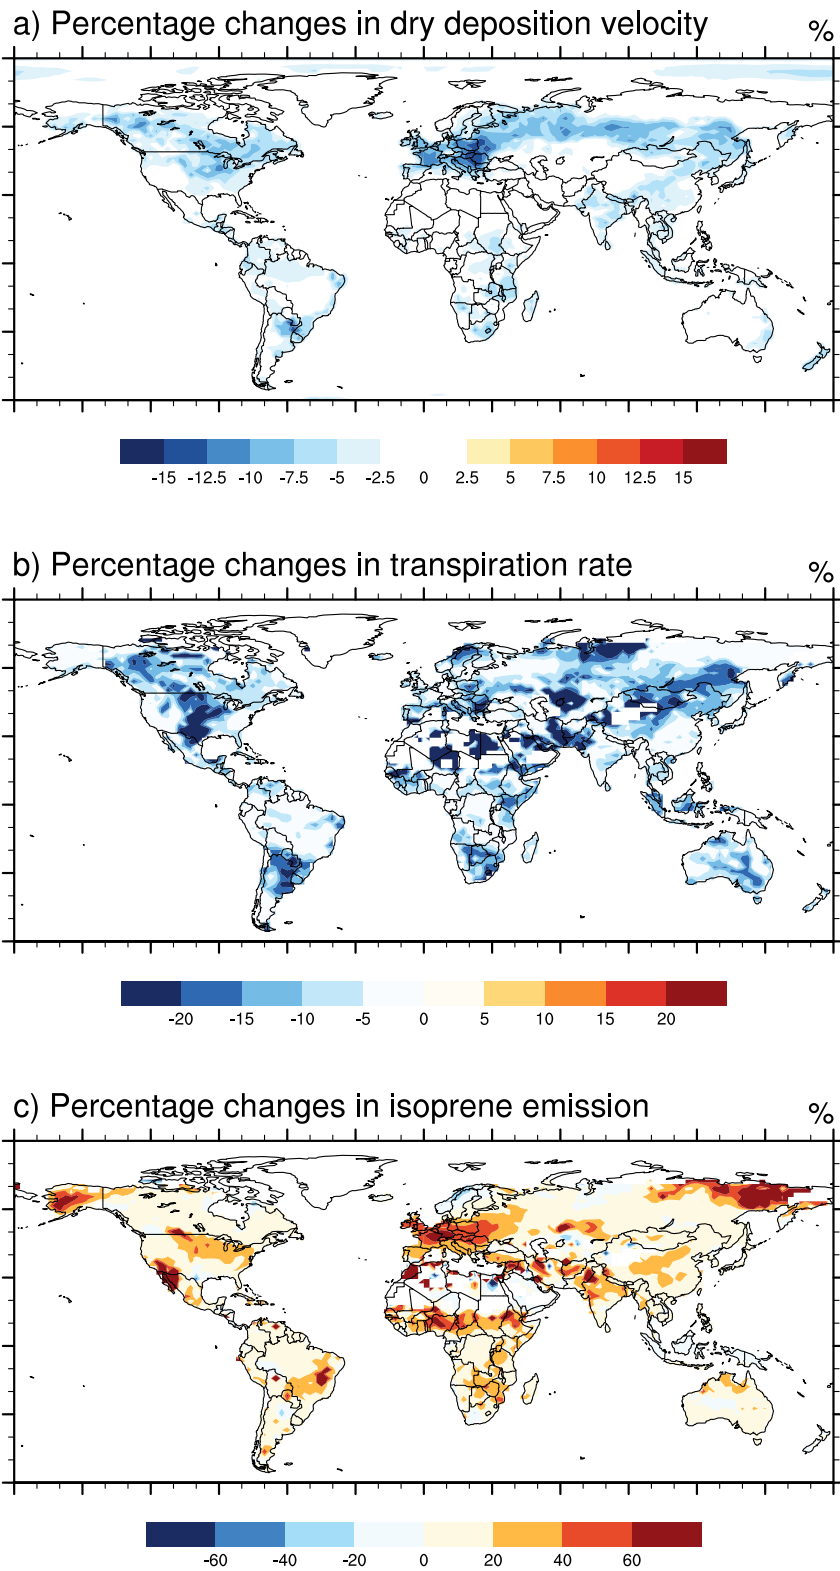 a) Percentage changes in dry deposition velocity %
-15 -12.5 -10 -7.5 -5 -2.5 0 2.5 5 7.5 10 12.5 15
b) Percentage changes in transpiration rate %
-20 -15 -10 -5 0 5 10 15 20
c) Percentage changes in isoprene emission %
-60 -40 -20 0 20 40 60